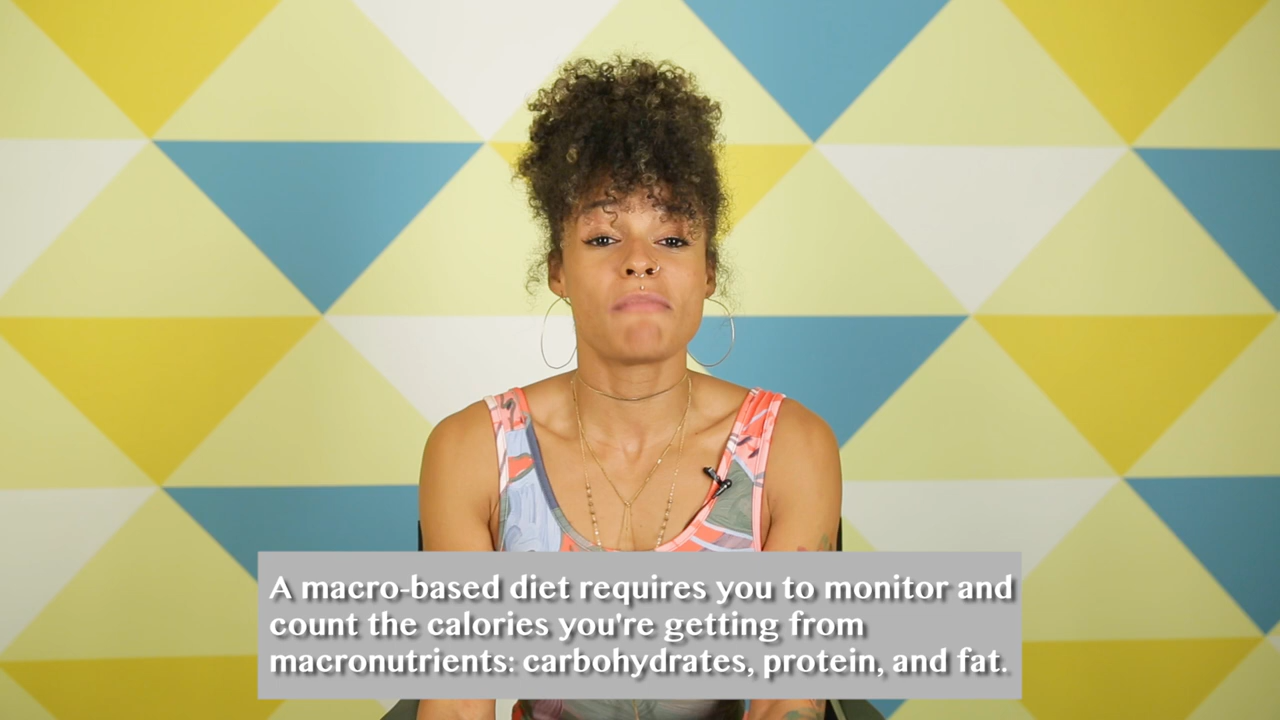 A macro-based diet requires you to monitor and
count the calories you're getting from
macronutrients: carbohydrates, protein, and fat.